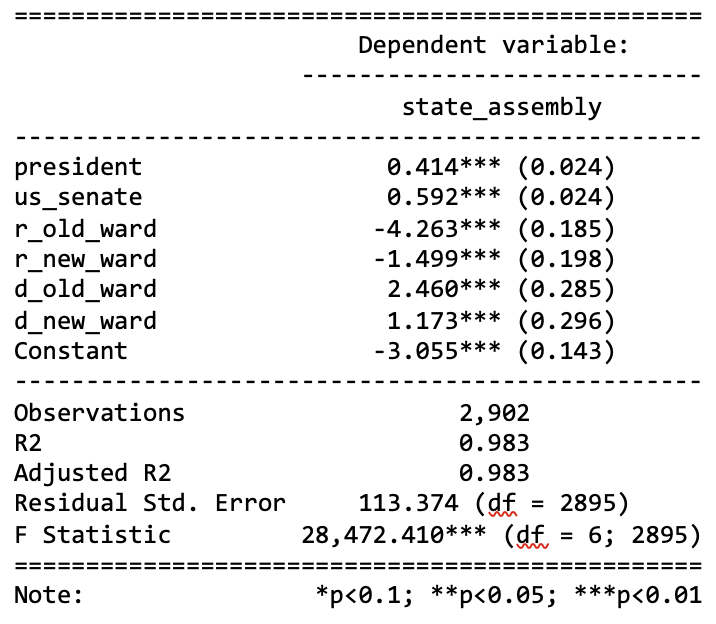 ==================================================
Dependent variable:
----------------------------
state_assembly
--------------------------------------------------
president 0.414*** (0.024)
us_senate 0.592*** (0.024)
r_old_ward -4.263*** (0.185)
r_new_ward -1.499*** (0.198)
d_old_ward 2.460*** (0.285)
d_new_ward 1.173*** (0.296)
Constant -3.055*** (0.143)
--------------------------------------------------
Observations 2,902
R2 0.983
Adjusted R2 0.983
Residual Std. Error 113.374 (df = 2895)
F Statistic 28,472.410*** (df = 6; 2895)
==================================================
Note: *p<0.1; **p<0.05; ***p<0.01